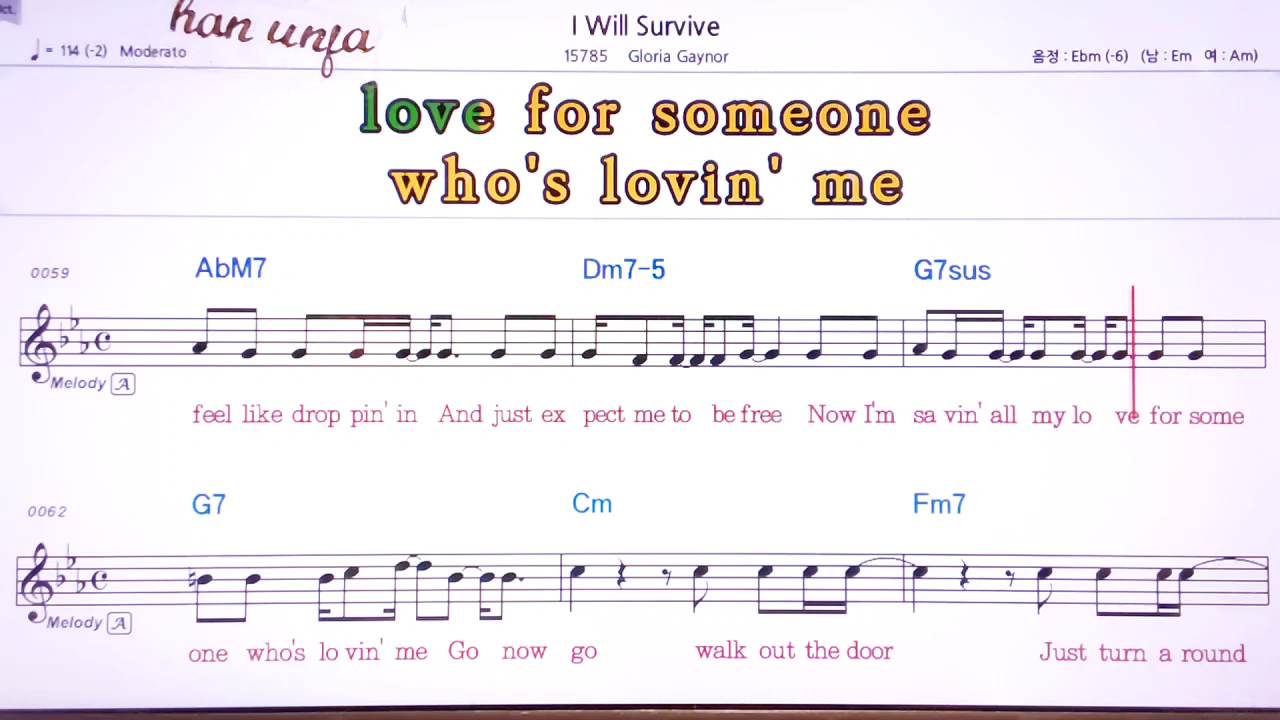 ct.
han unfa
I Will Survive
♩ = 114 (-2) Moderato
15785 Gloria Gaynor
음정 : Ebm (-6) (남 : Em 여 : Am)
love for someone
who's lovin' me
0059
AbM7 Dm7-5 G7sus
Melody A
feel like drop pin' in And just ex pect me to be free Now I'm sa vin' all my lo ve for some
0062
G7 Cm Fm7
Melody A
one who's lo vin' me Go now go walk out the door Just turn a round